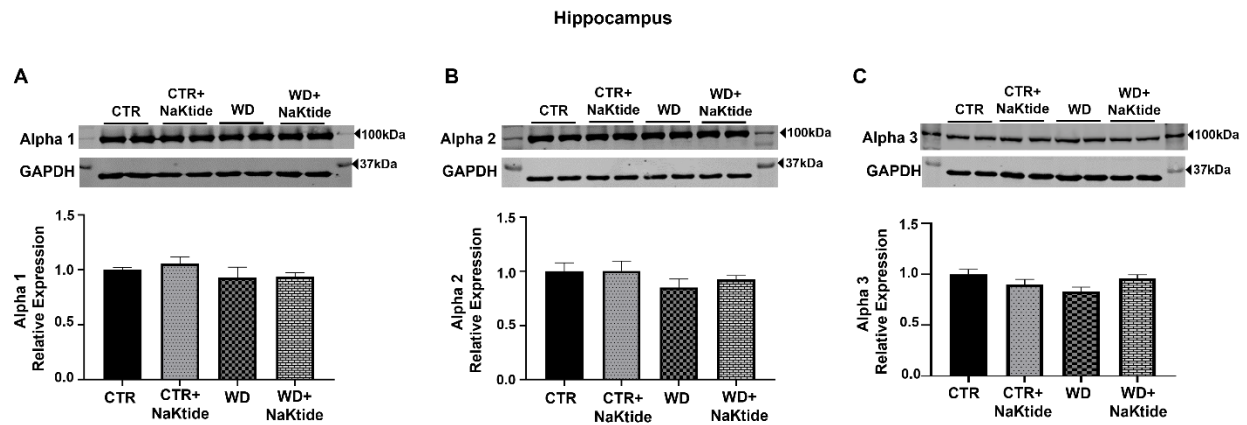 Hippocampus
A
CTR
CTR+
NaKtide
WD
WD+
NaKtide
Alpha 1
100kDa
GAPDH
37kDa
Alpha 1
Relative Expression
1.5
1.0
0.5
0.0
CTR
CTR+
NaKtide
WD
WD+
NaKtide
B
CTR
CTR+
NaKtide
WD
WD+
NaKtide
Alpha 2
100kDa
GAPDH
37kDa
Alpha 2
Relative Expression
1.5
1.0
0.5
0.0
CTR
CTR+
NaKtide
WD
WD+
NaKtide
C
CTR
CTR+
NaKtide
WD
WD+
NaKtide
Alpha 3
100kDa
GAPDH
37kDa
Alpha 3
Relative Expression
1.5
1.0
0.5
0.0
CTR
CTR+
NaKtide
WD
WD+
NaKtide